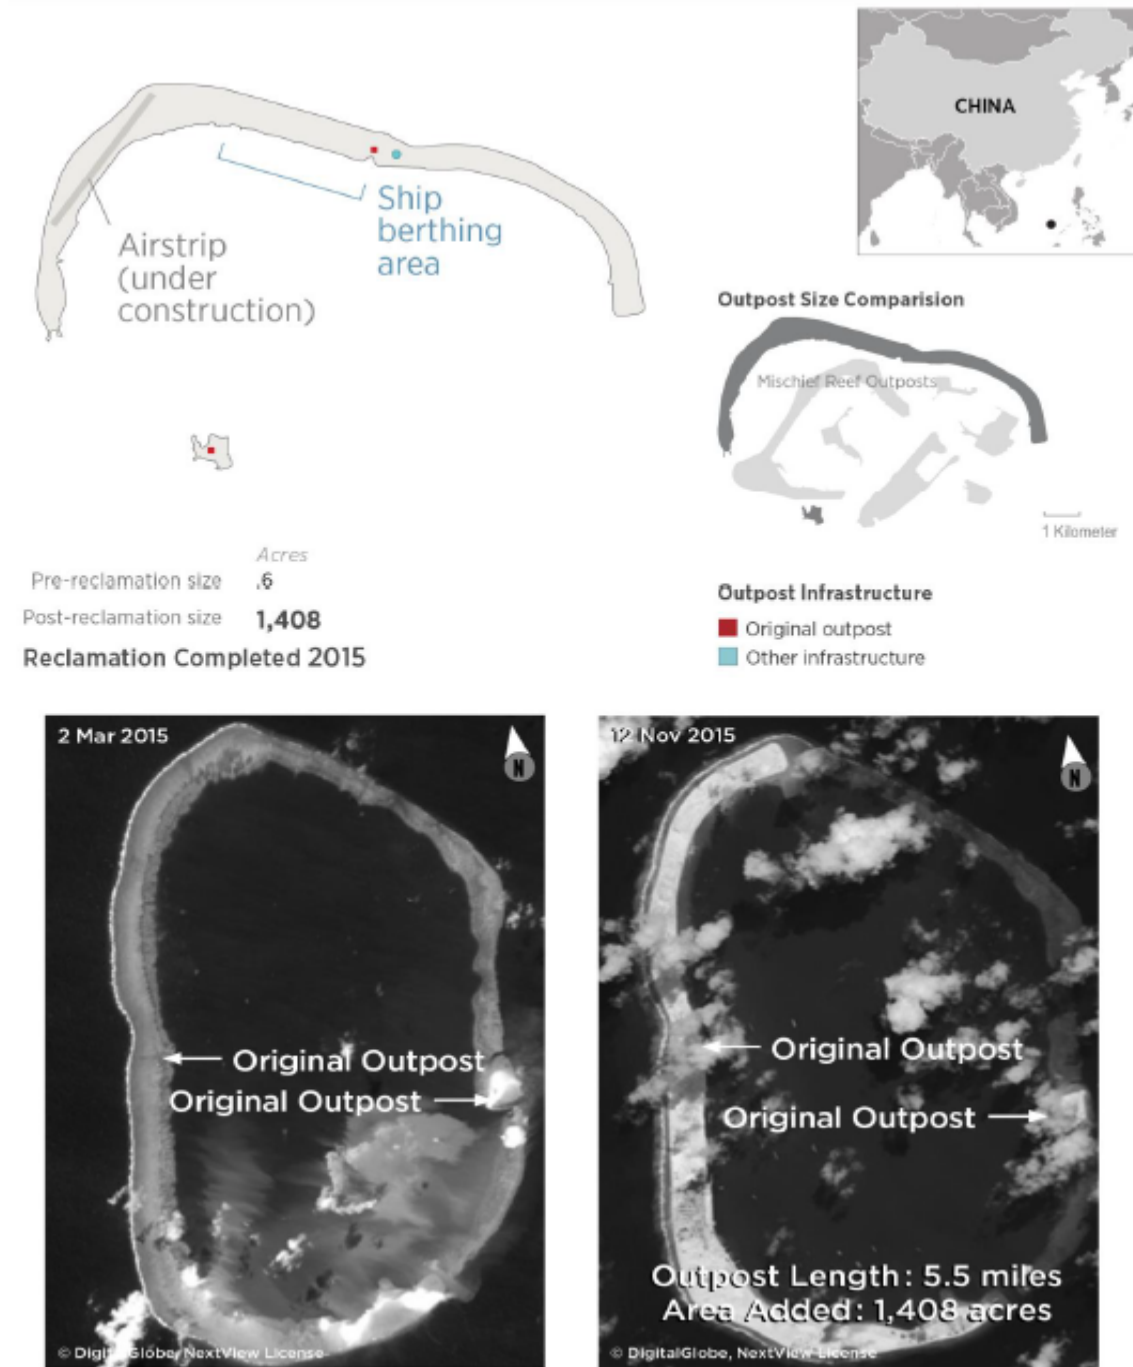 CHINA
Ship
berthing
area
Airstrip
(under
construction)
Outpost Size Comparision
Mischief Reef Outposts
1 Kilometer
Acres
Pre-reclamation size .6
Post-reclamation size 1,408
Reclamation Completed 2015
Outpost Infrastructure
Original outpost
Other infrastructure
2 Mar 2015
N
Original Outpost
Original Outpost
© DigitalGlobe, NextView License
12 Nov 2015
N
Original Outpost
Original Outpost
Outpost Length: 5.5 miles
Area Added: 1,408 acres
© DigitalGlobe, NextView License